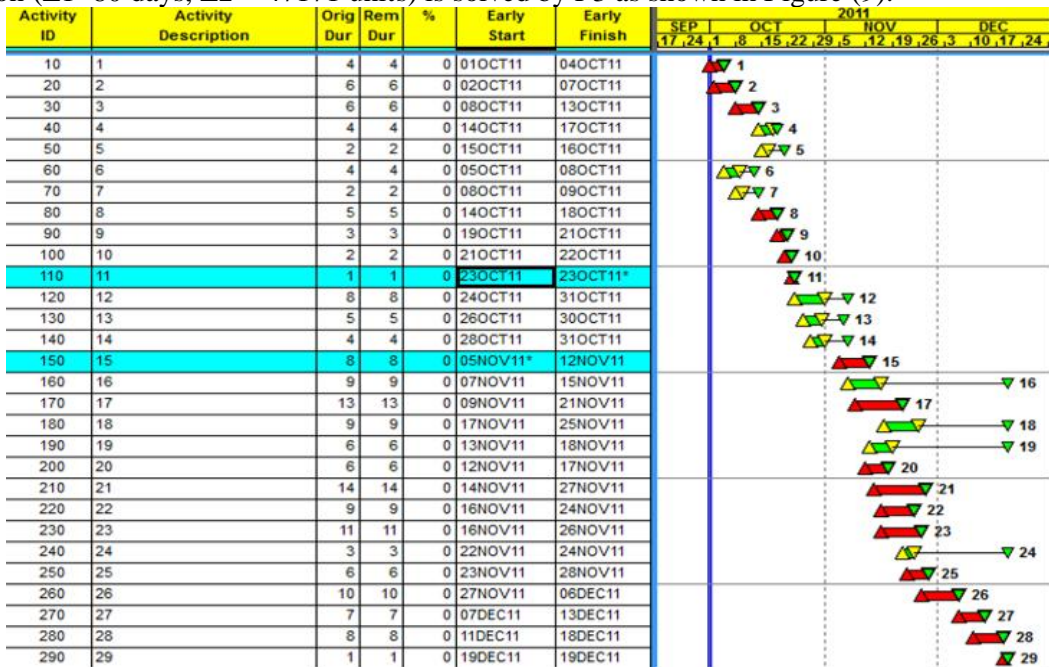 (Σ1=80 days, units) is solved by P3 as shown in Figure (9).
Activity ID Activity Description Orig Dur Rem Dur % Early Start Early Finish 2011
SEP OCT NOV DEC
17 24 1 8 15 22 29 5 12 19 26 3 10 17 24
10 1 4 4 0 01OCT11 04OCT11 1
20 2 6 6 0 02OCT11 07OCT11 2
30 3 6 6 0 08OCT11 13OCT11 3
40 4 4 4 0 14OCT11 17OCT11 4
50 5 2 2 0 15OCT11 16OCT11 5
60 6 4 4 0 05OCT11 08OCT11 6
70 7 2 2 0 08OCT11 09OCT11 7
80 8 5 5 0 14OCT11 18OCT11 8
90 9 3 3 0 19OCT11 21OCT11 9
100 10 2 2 0 21OCT11 22OCT11 10
110 11 1 1 0 23OCT11 23OCT11* 11
120 12 8 8 0 24OCT11 31OCT11 12
130 13 5 5 0 26OCT11 30OCT11 13
140 14 4 4 0 28OCT11 31OCT11 14
150 15 8 8 0 05NOV11* 12NOV11 15
160 16 9 9 0 07NOV11 15NOV11 16
170 17 13 13 0 09NOV11 21NOV11 17
180 18 9 9 0 17NOV11 25NOV11 18
190 19 6 6 0 13NOV11 18NOV11 19
200 20 6 6 0 12NOV11 17NOV11 20
210 21 14 14 0 14NOV11 27NOV11 21
220 22 9 9 0 16NOV11 24NOV11 22
230 23 11 11 0 16NOV11 26NOV11 23
240 24 3 3 0 22NOV11 24NOV11 24
250 25 6 6 0 23NOV11 28NOV11 25
260 26 10 10 0 27NOV11 06DEC11 26
270 27 7 7 0 07DEC11 13DEC11 27
280 28 8 8 0 11DEC11 18DEC11 28
290 29 1 1 0 19DEC11 19DEC11 29